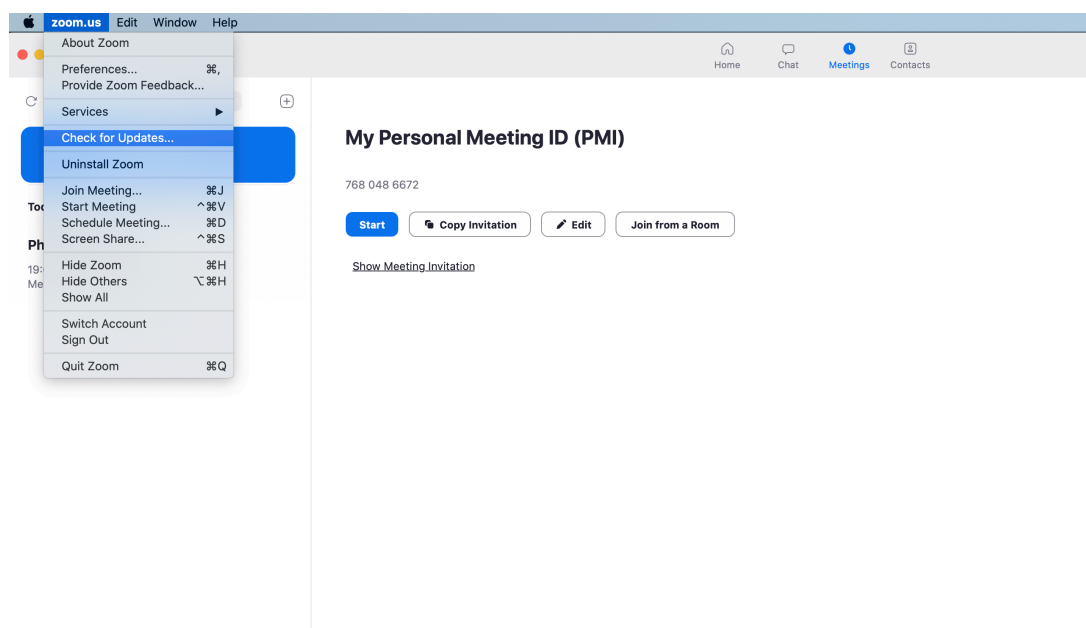 zoom.us Edit Window Help
About Zoom
Preferences... ⌘,
Provide Zoom Feedback...
Services ▶
Check for Updates...
Uninstall Zoom
Join Meeting... ⌘J
Start Meeting ^⌘V
Schedule Meeting... ⌘D
Screen Share... ^⌘S
Hide Zoom ⌘H
Hide Others ⌥⌘H
Show All
Switch Account
Sign Out
Quit Zoom ⌘Q
Home Chat Meetings Contacts
My Personal Meeting ID (PMI)
768 048 6672
Start Copy Invitation Edit Join from a Room
Show Meeting Invitation